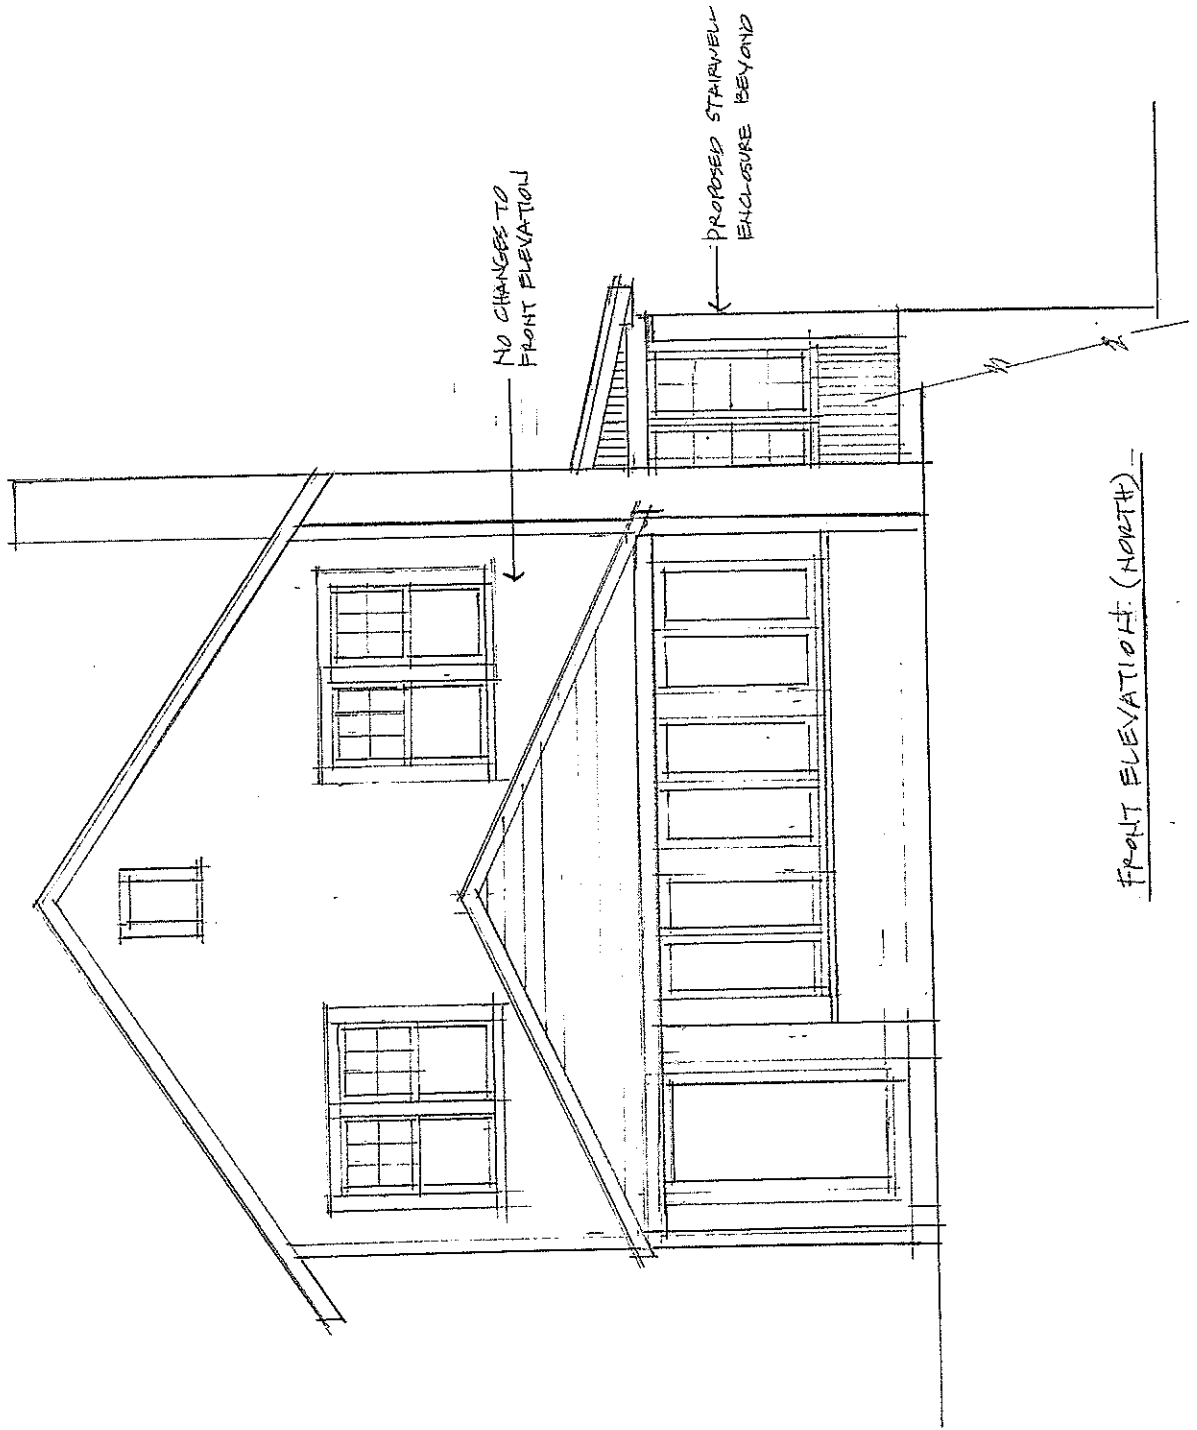 NO CHANGES TO
FRONT ELEVATION
PROPOSED STAIRWELL
ENCLOSURE BEYOND
FRONT ELEVATION: (NORTH)